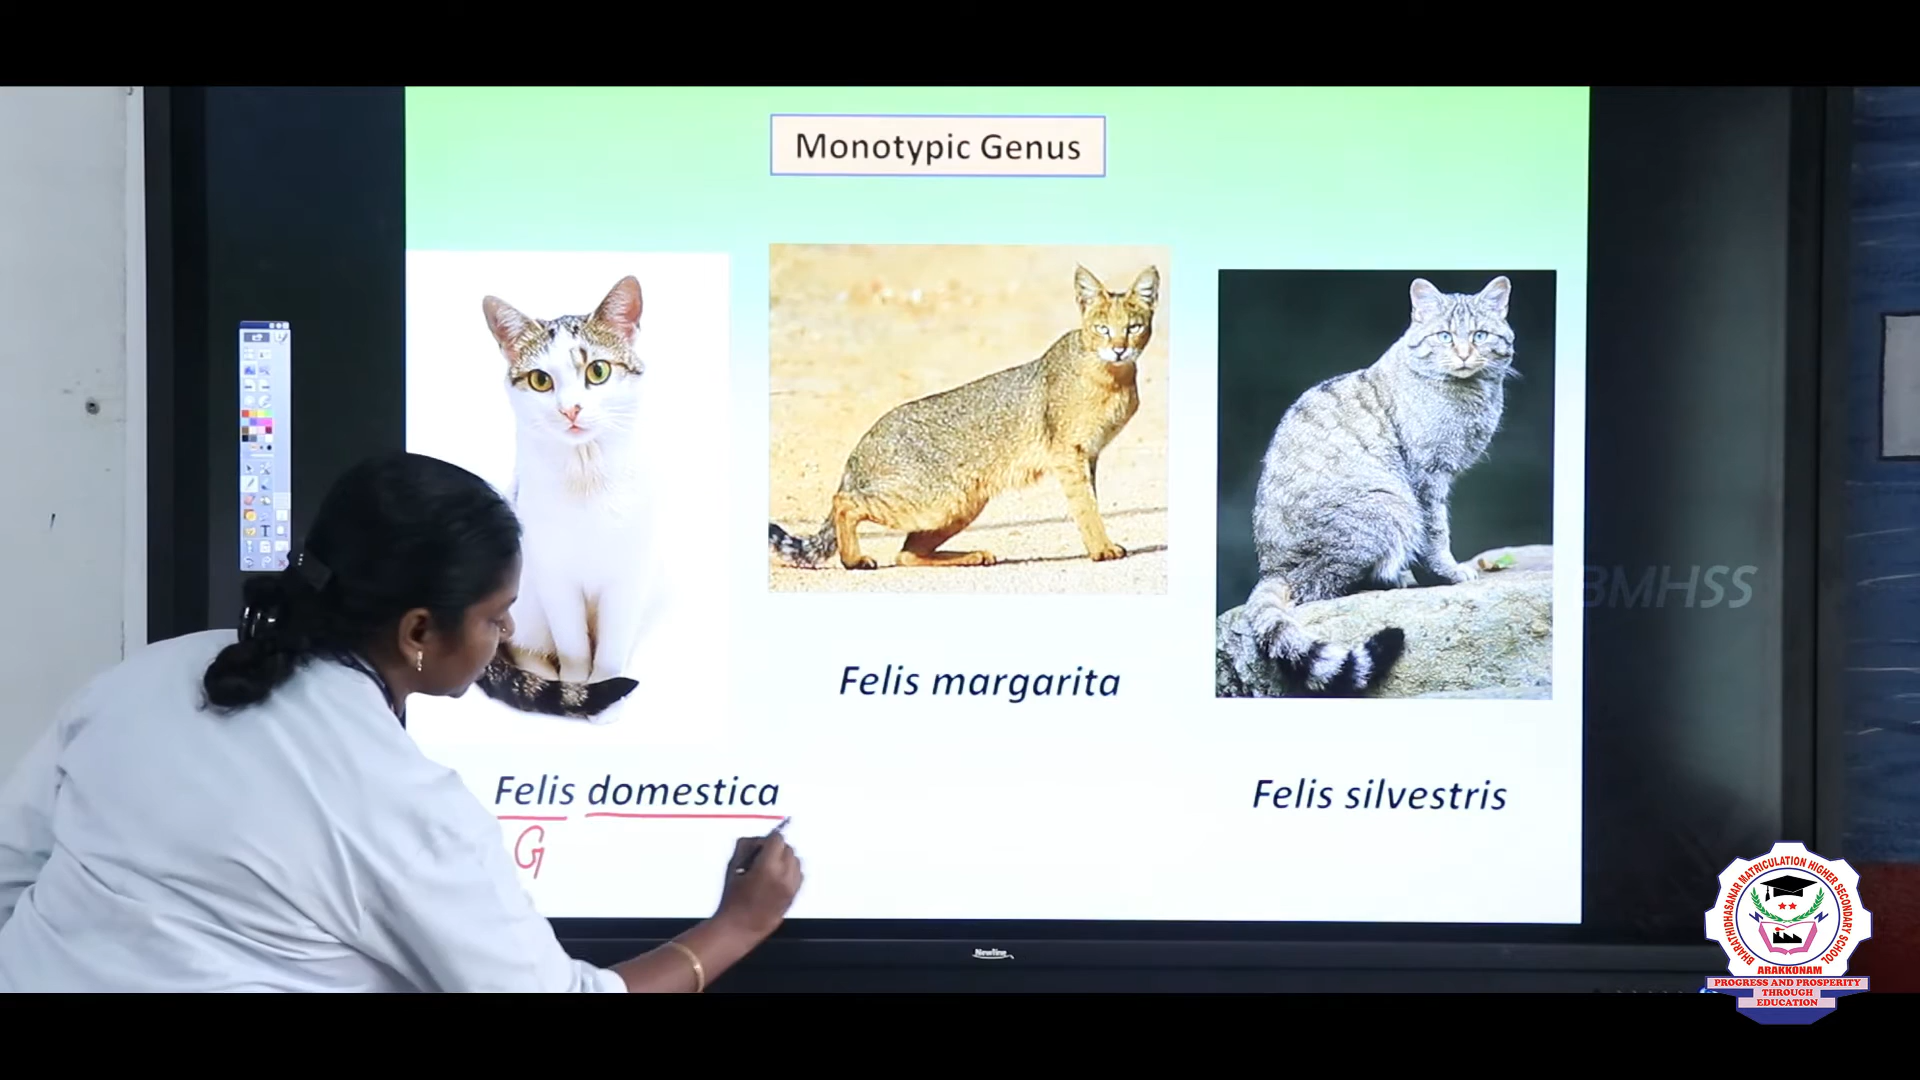 Monotypic Genus
Felis domestica
G
Felis margarita
Felis silvestris
BMHSS
Newline
BHARATHIDHASANAR MATRICULATION HIGHER SECONDARY SCHOOL
ARAKKONAM
PROGRESS AND PROSPERITY
THROUGH
EDUCATION